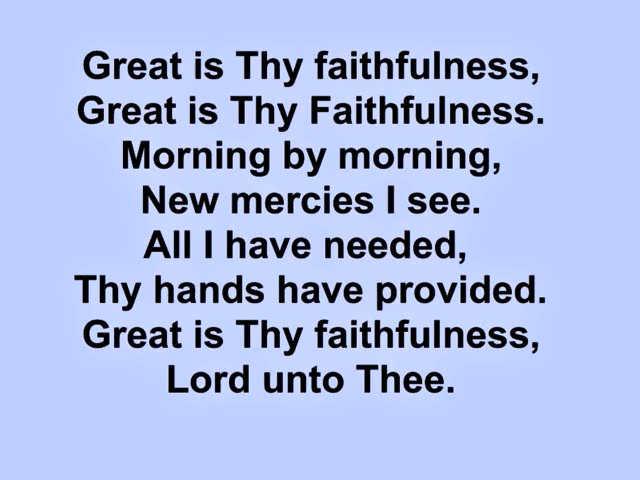 Great is Thy faithfulness,
Great is Thy Faithfulness.
Morning by morning,
New mercies I see.
All I have needed,
Thy hands have provided.
Great is Thy faithfulness,
Lord unto Thee.